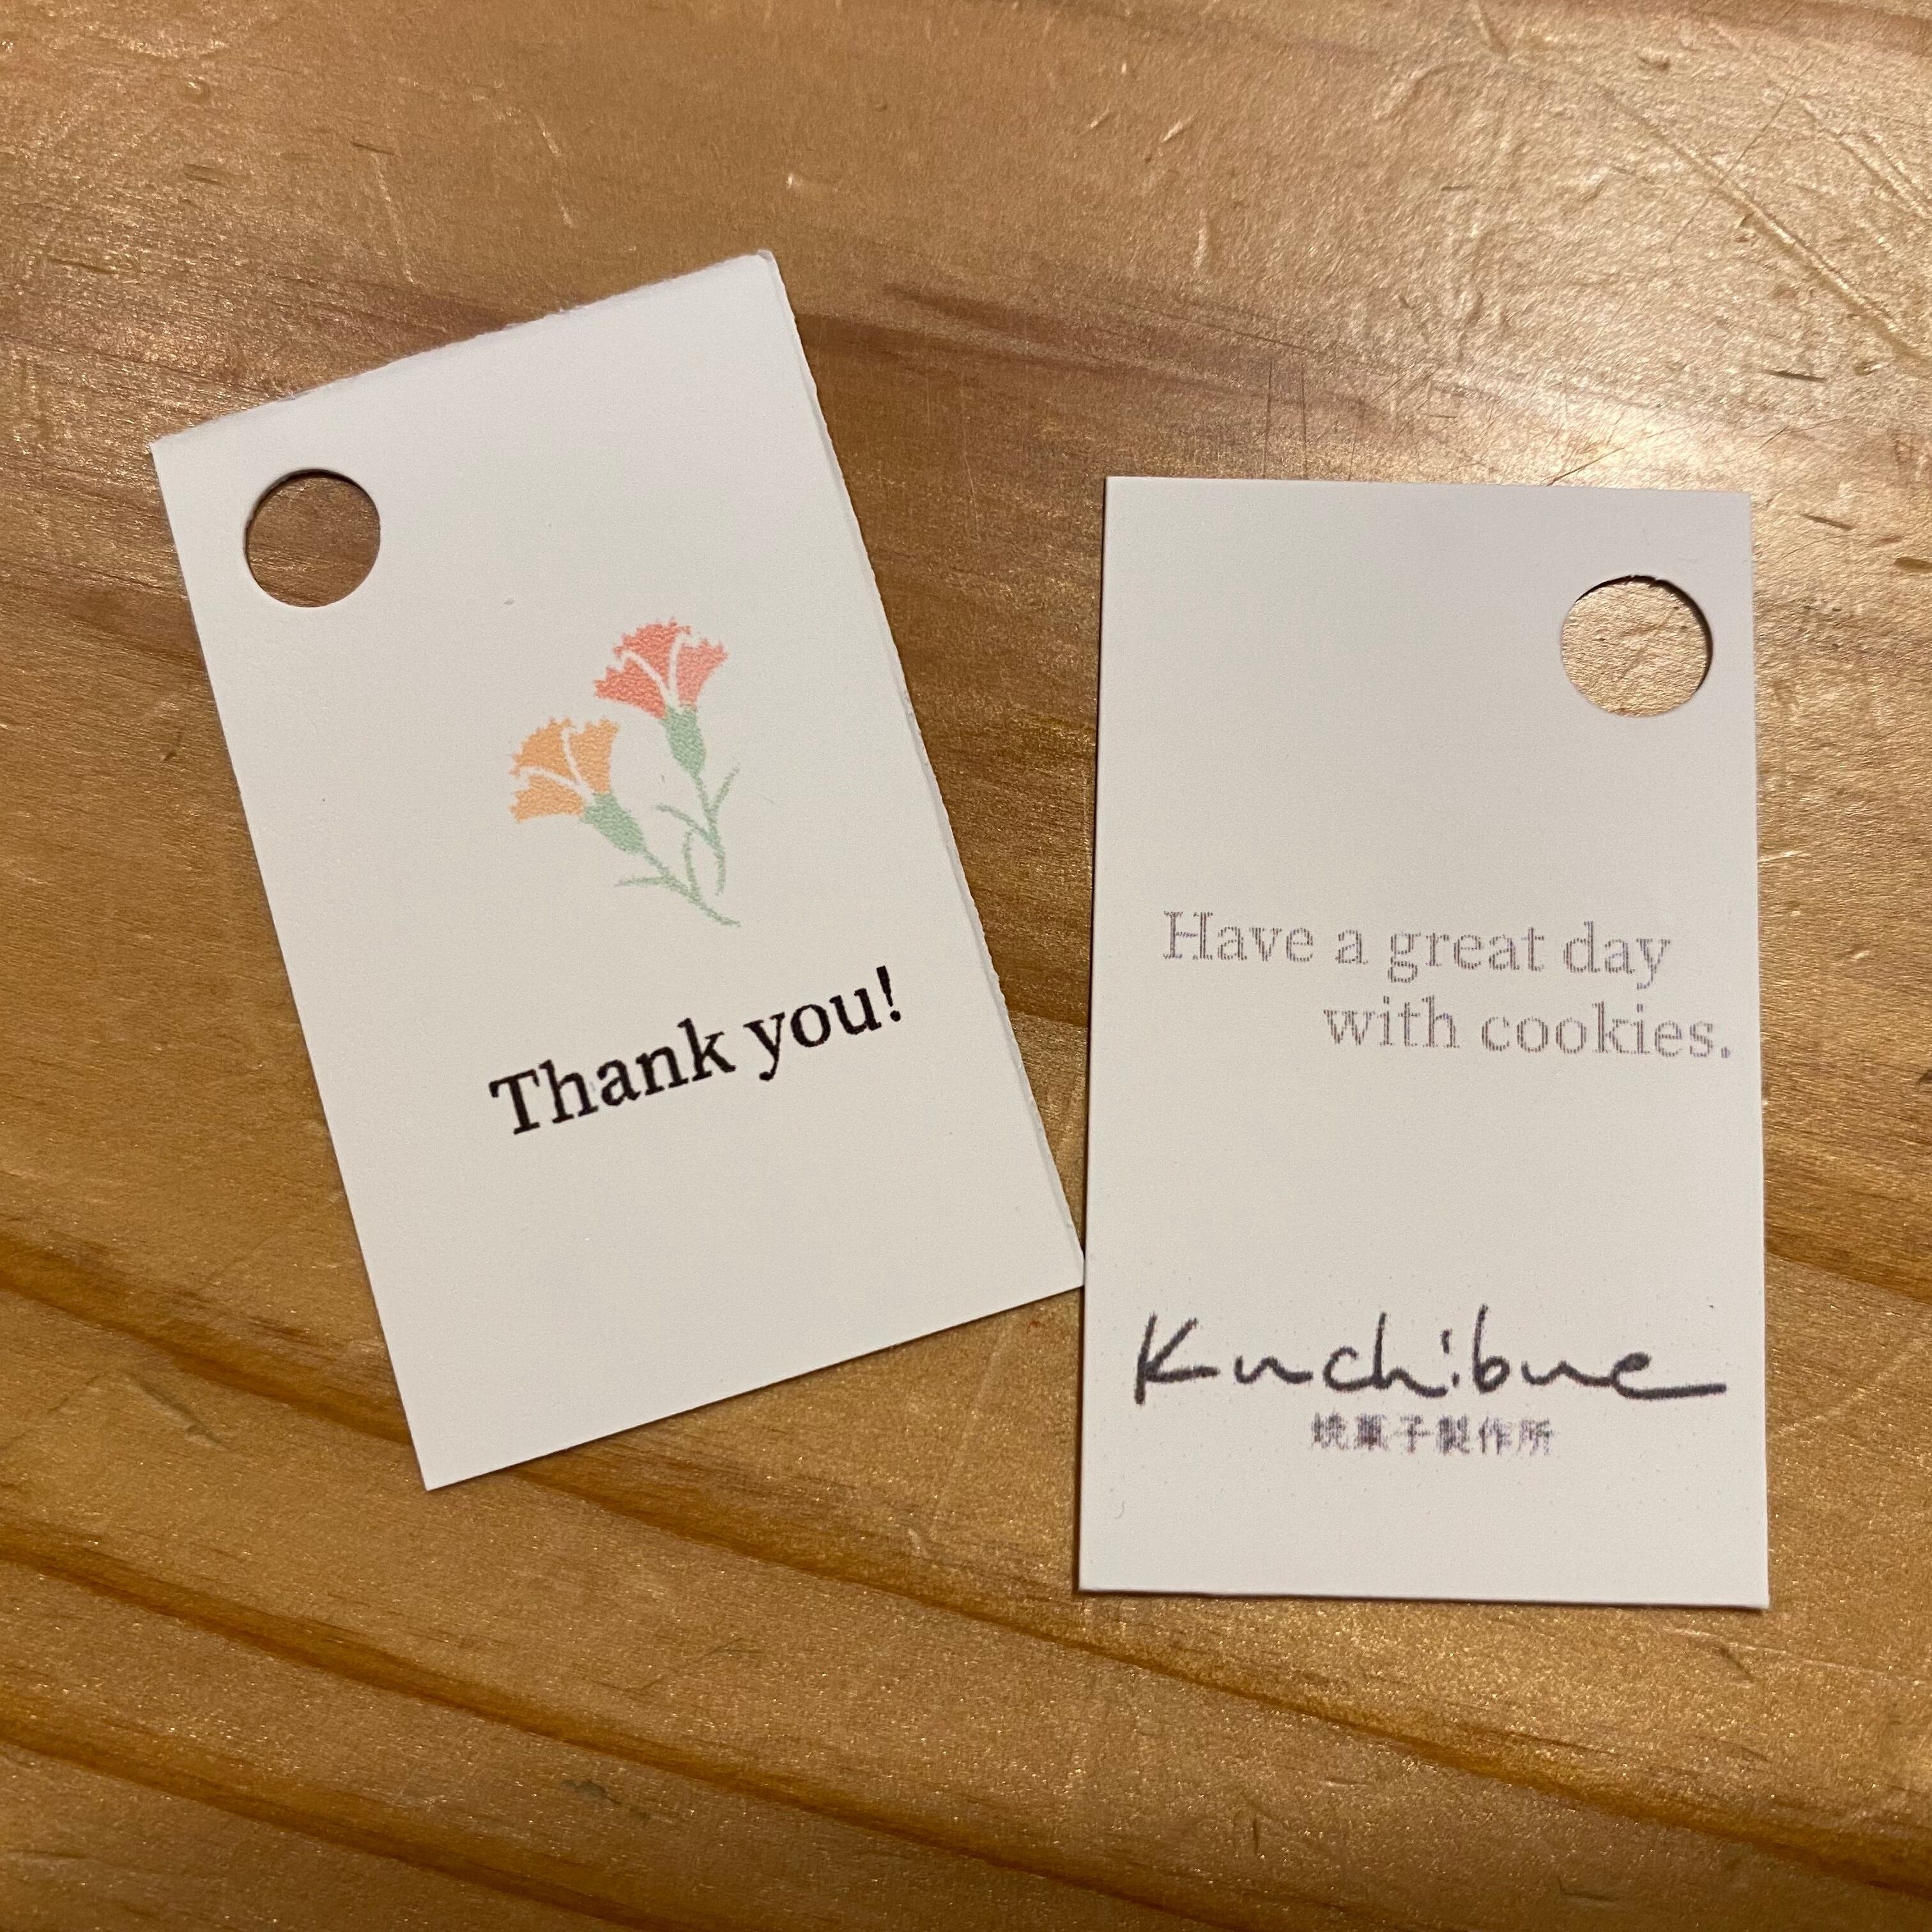 Thank you!
Have a great day
with cookies.
Kuchibue
焼菓子製作所